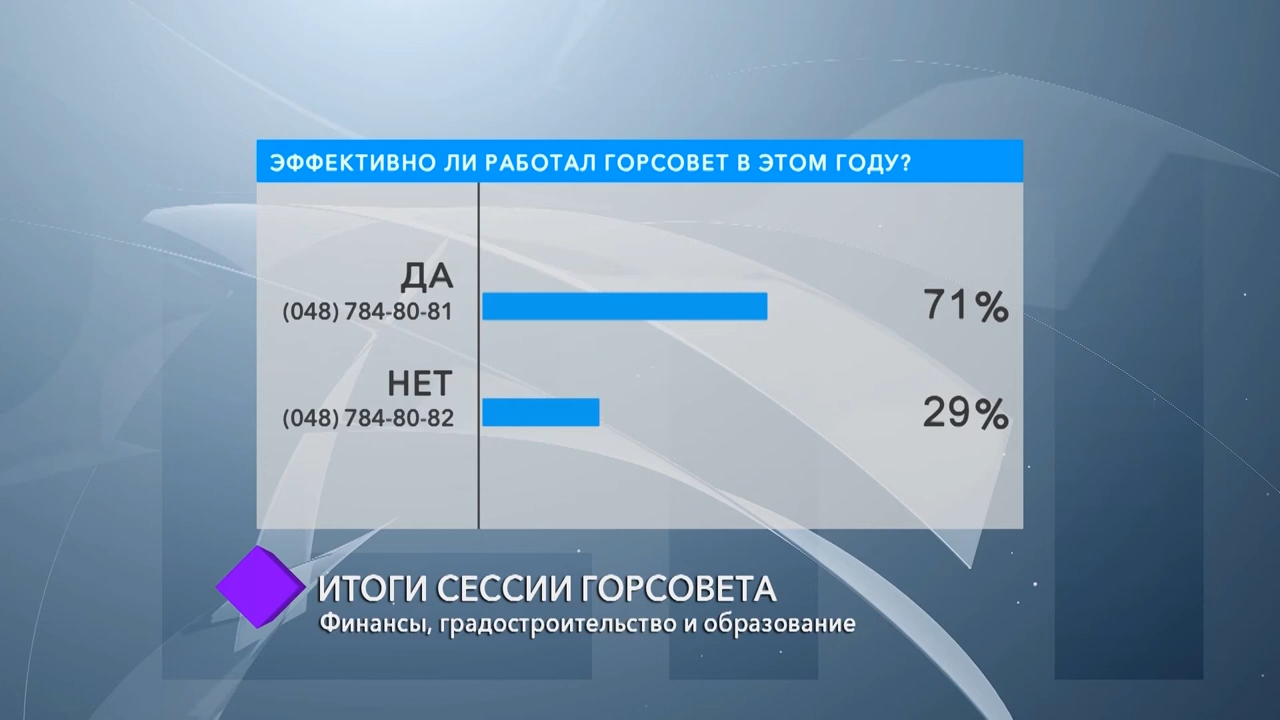 ЭФФЕКТИВНО ЛИ РАБОТАЛ ГОРСОВЕТ В ЭТОМ ГОДУ?
ДА
(048) 784-80-81
71%
НЕТ
(048) 784-80-82
29%
ИТОГИ СЕССИИ ГОРСОВЕТА
Финансы, градостроительство и образование